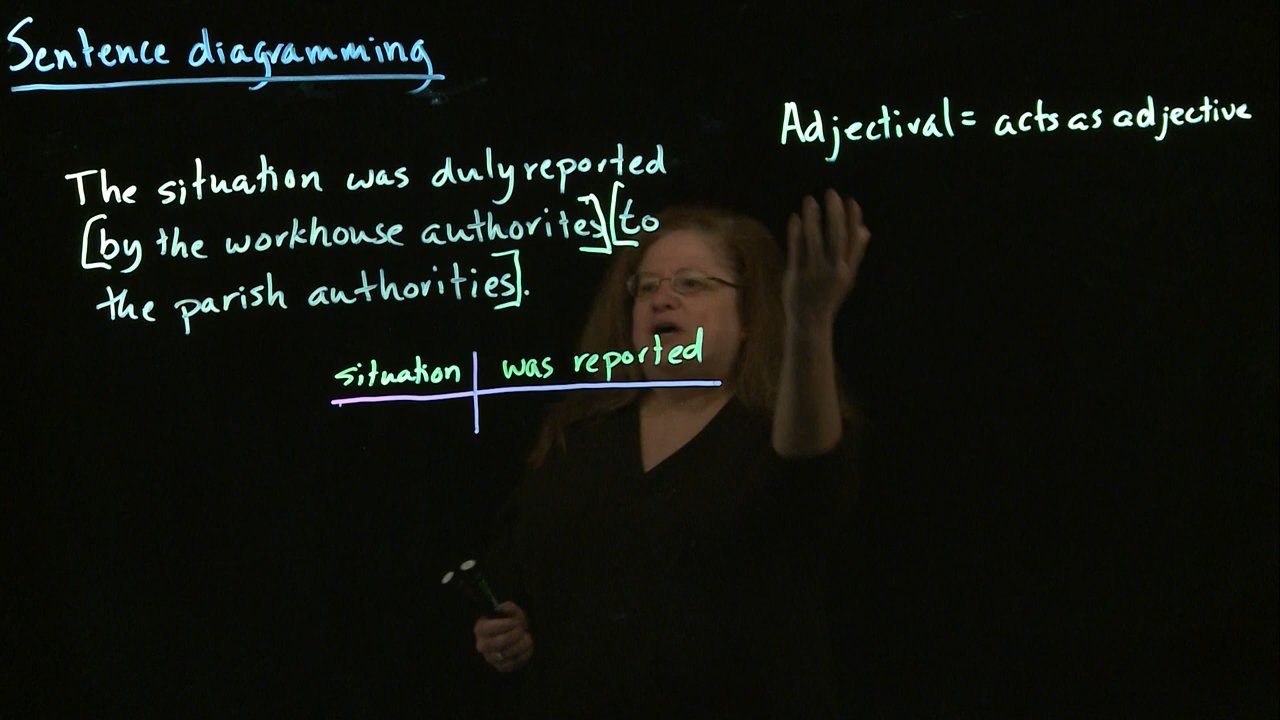 Sentence diagramming
Adjectival = acts as adjective
The situation was duly reported
[by the workhouse authorites][to
the parish authorities].
situation | was reported